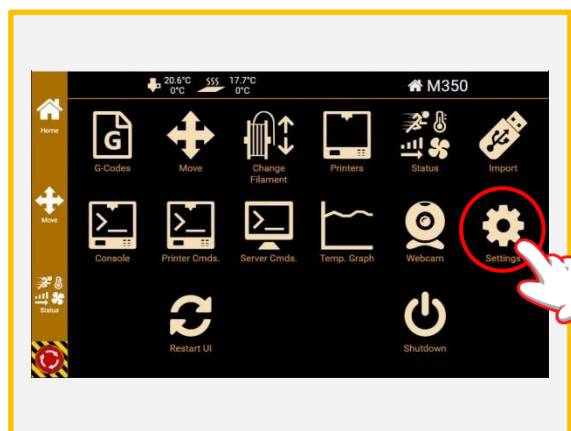 20.6°C 17.7°C
0°C 0°C
M350
Home
G-Codes
Move
Change
Filament
Printers
Status
Import
Move
Console
Printer Cmds.
Server Cmds.
Temp. Graph
Webcam
Settings
Status
Restart UI
Shutdown